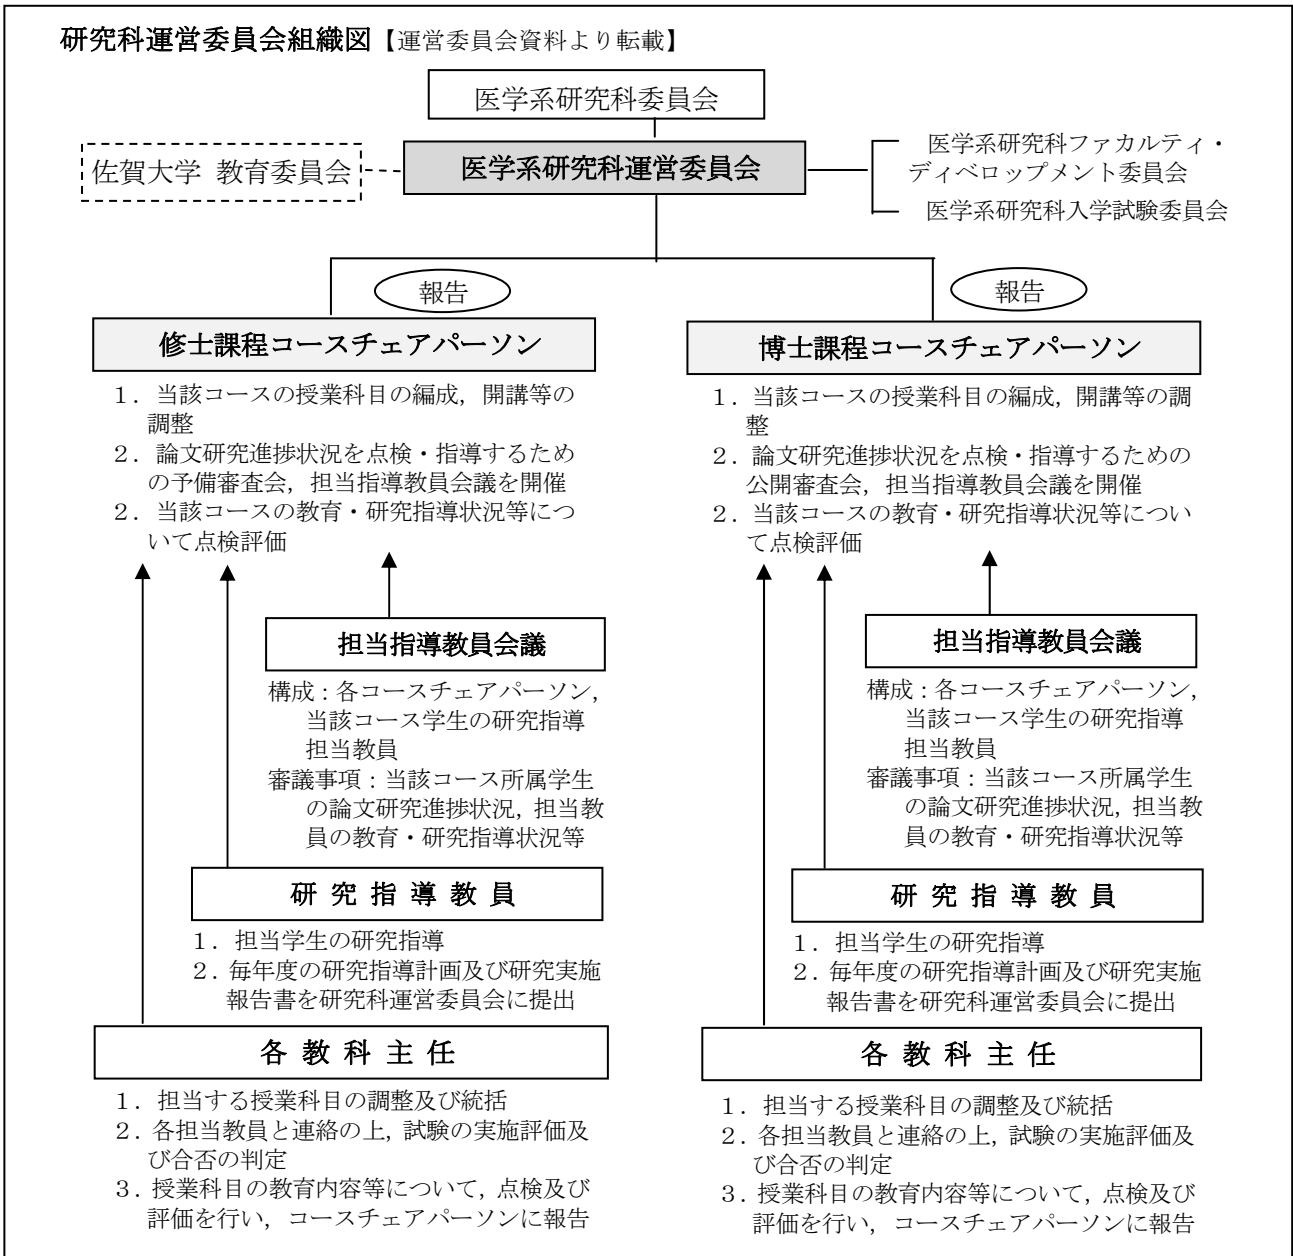 研究科運営委員会組織図【運営委員会資料より転載】
医学系研究科委員会
佐賀大学 教育委員会
医学系研究科運営委員会
医学系研究科ファカルティ・
ディベロップメント委員会
医学系研究科入学試験委員会
報告
報告
修士課程コースチェアパーソン
1. 当該コースの授業科目の編成, 開講等の
調整
2. 論文研究進捗状況を点検・指導するため
の予備審査会, 担当指導教員会議を開催
2. 当該コースの教育・研究指導状況等につ
いて点検評価
担当指導教員会議
構成：各コースチェアパーソン,
当該コース学生の研究指導
担当教員
審議事項：当該コース所属学生
の論文研究進捗状況, 担当教
員の教育・研究指導状況等
研 究 指 導 教 員
1. 担当学生の研究指導
2. 毎年度の研究指導計画及び研究実施
報告書を研究科運営委員会に提出
各 教 科 主 任
1. 担当する授業科目の調整及び統括
2. 各担当教員と連絡の上, 試験の実施評価及
び合否の判定
3. 授業科目の教育内容等について, 点検及び
評価を行い, コースチェアパーソンに報告
博士課程コースチェアパーソン
1. 当該コースの授業科目の編成, 開講等の調
整
2. 論文研究進捗状況を点検・指導するための
公開審査会, 担当指導教員会議を開催
2. 当該コースの教育・研究指導状況等につい
て点検評価
担当指導教員会議
構成：各コースチェアパーソン,
当該コース学生の研究指導
担当教員
審議事項：当該コース所属学生
の論文研究進捗状況, 担当教
員の教育・研究指導状況等
研 究 指 導 教 員
1. 担当学生の研究指導
2. 毎年度の研究指導計画及び研究実施
報告書を研究科運営委員会に提出
各 教 科 主 任
1. 担当する授業科目の調整及び統括
2. 各担当教員と連絡の上, 試験の実施評価及
び合否の判定
3. 授業科目の教育内容等について, 点検及び
評価を行い, コースチェアパーソンに報告